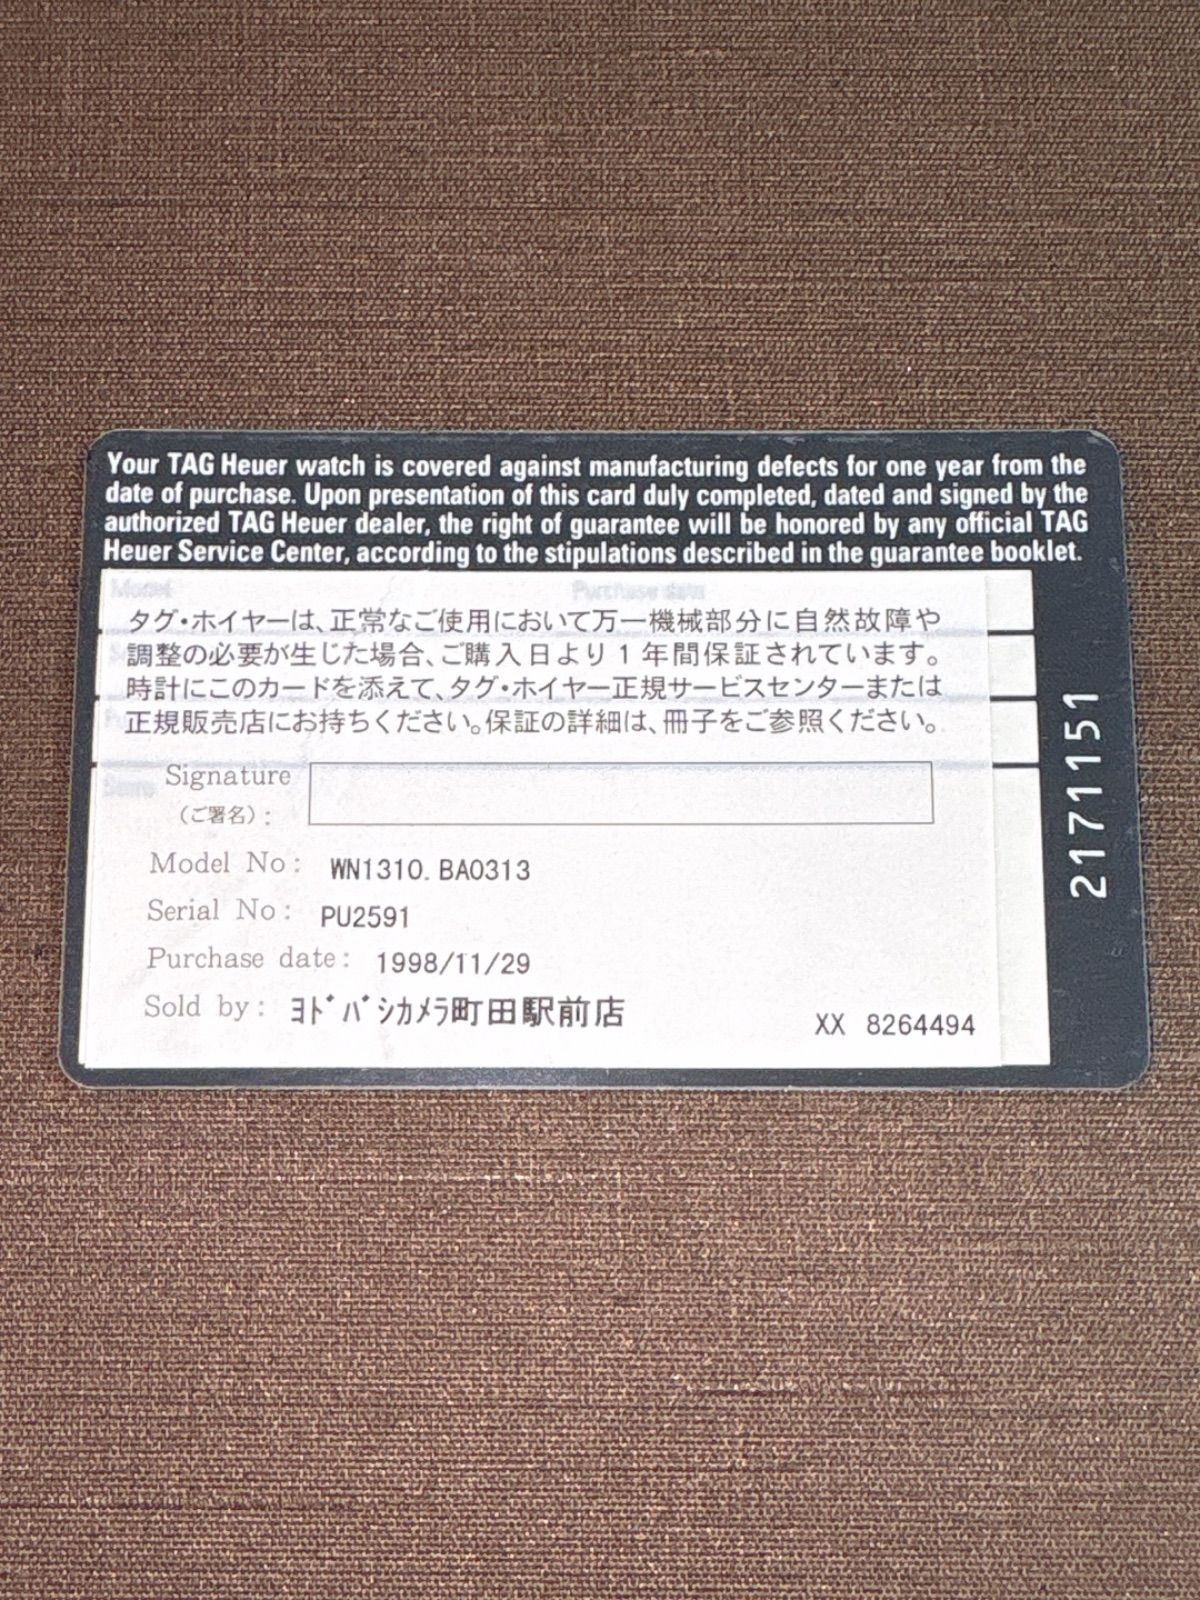 Your TAG Heuer watch is covered against manufacturing defects for one year from the
date of purchase. Upon presentation of this card duly completed, dated and signed by the
authorized TAG Heuer dealer, the right of guarantee will be honored by any official TAG
Heuer Service Center, according to the stipulations described in the guarantee booklet.
Model Purchase date
タグ・ホイヤーは、正常なご使用において万一機械部分に自然故障や
調整の必要が生じた場合、ご購入日より1年間保証されています。
時計にこのカードを添えて、タグ・ホイヤー正規サービスセンターまたは
正規販売店にお持ちください。保証の詳細は、冊子をご参照ください。
Signature
(ご署名):
Model No: WN1310.BA0313
Serial No: PU2591
Purchase date: 1998/11/29
Sold by: ﾖﾄﾞﾊﾞｼｶﾒﾗ町田駅前店
XX 8264494
2171151